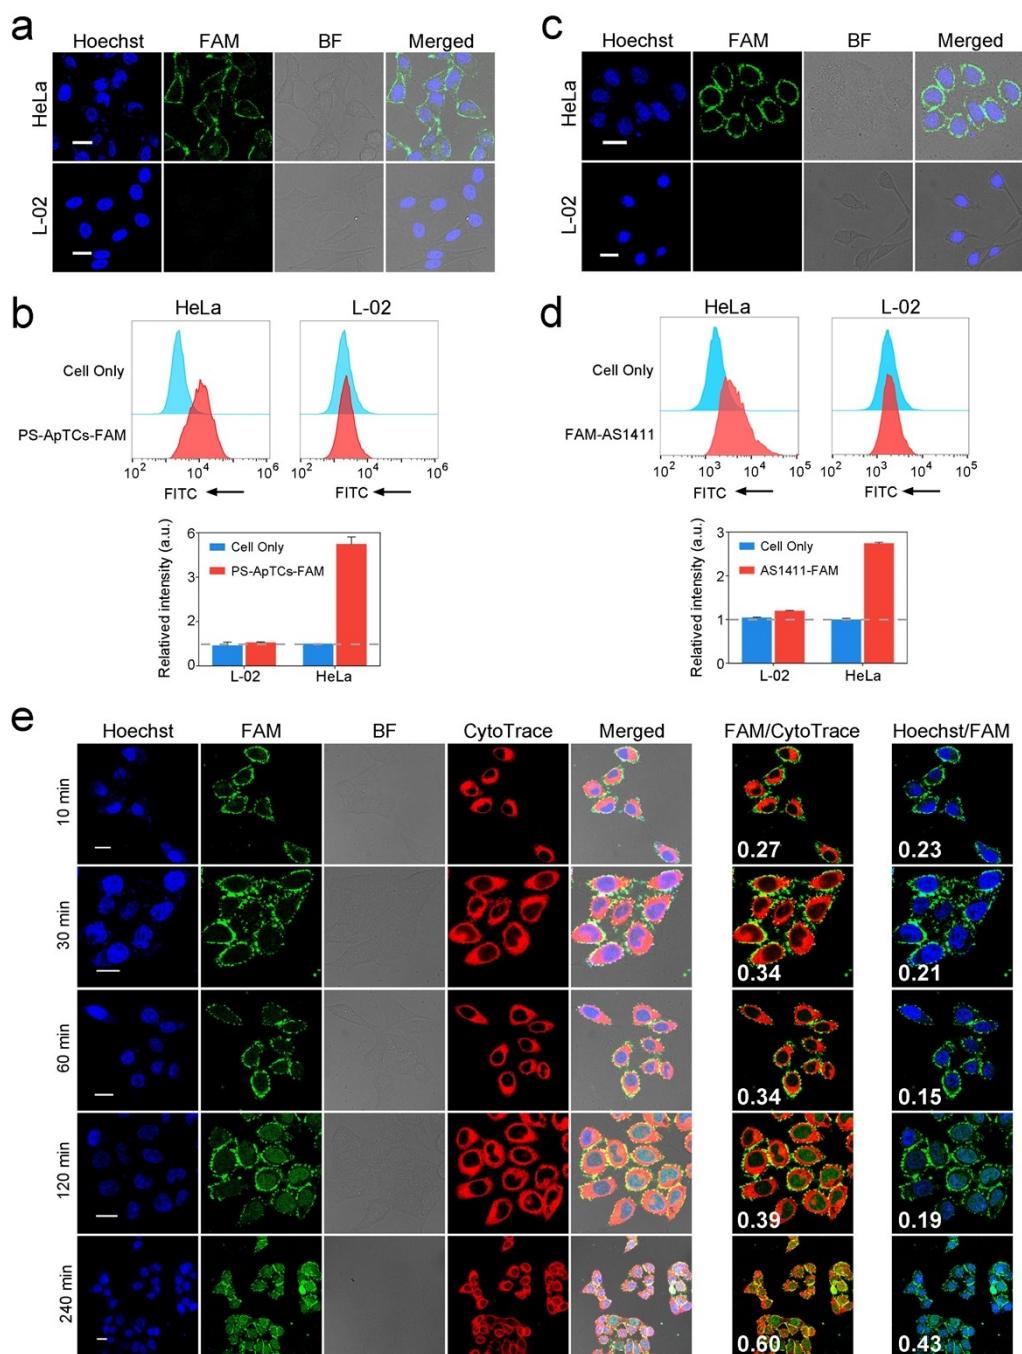 a
Hoechst FAM BF Merged
HeLa
L-02
b
HeLa L-02
Cell Only
PS-ApTCs-FAM
10² 10⁴ 10⁶ 10² 10⁴ 10⁶
FITC FITC
Relatived intensity (a.u.)
6
3
2
0
Cell Only
PS-ApTCs-FAM
L-02 HeLa
c
Hoechst FAM BF Merged
HeLa
L-02
d
HeLa L-02
Cell Only
FAM-AS1411
10² 10³ 10⁴ 10⁵ 10² 10³ 10⁴ 10⁵
FITC FITC
Relatived intensity (a.u.)
3
2
1
0
Cell Only
AS1411-FAM
L-02 HeLa
e
Hoechst FAM BF CytoTrace Merged FAM/CytoTrace Hoechst/FAM
10 min
0.27 0.23
30 min
0.34 0.21
60 min
0.34 0.15
120 min
0.39 0.19
240 min
0.60 0.43